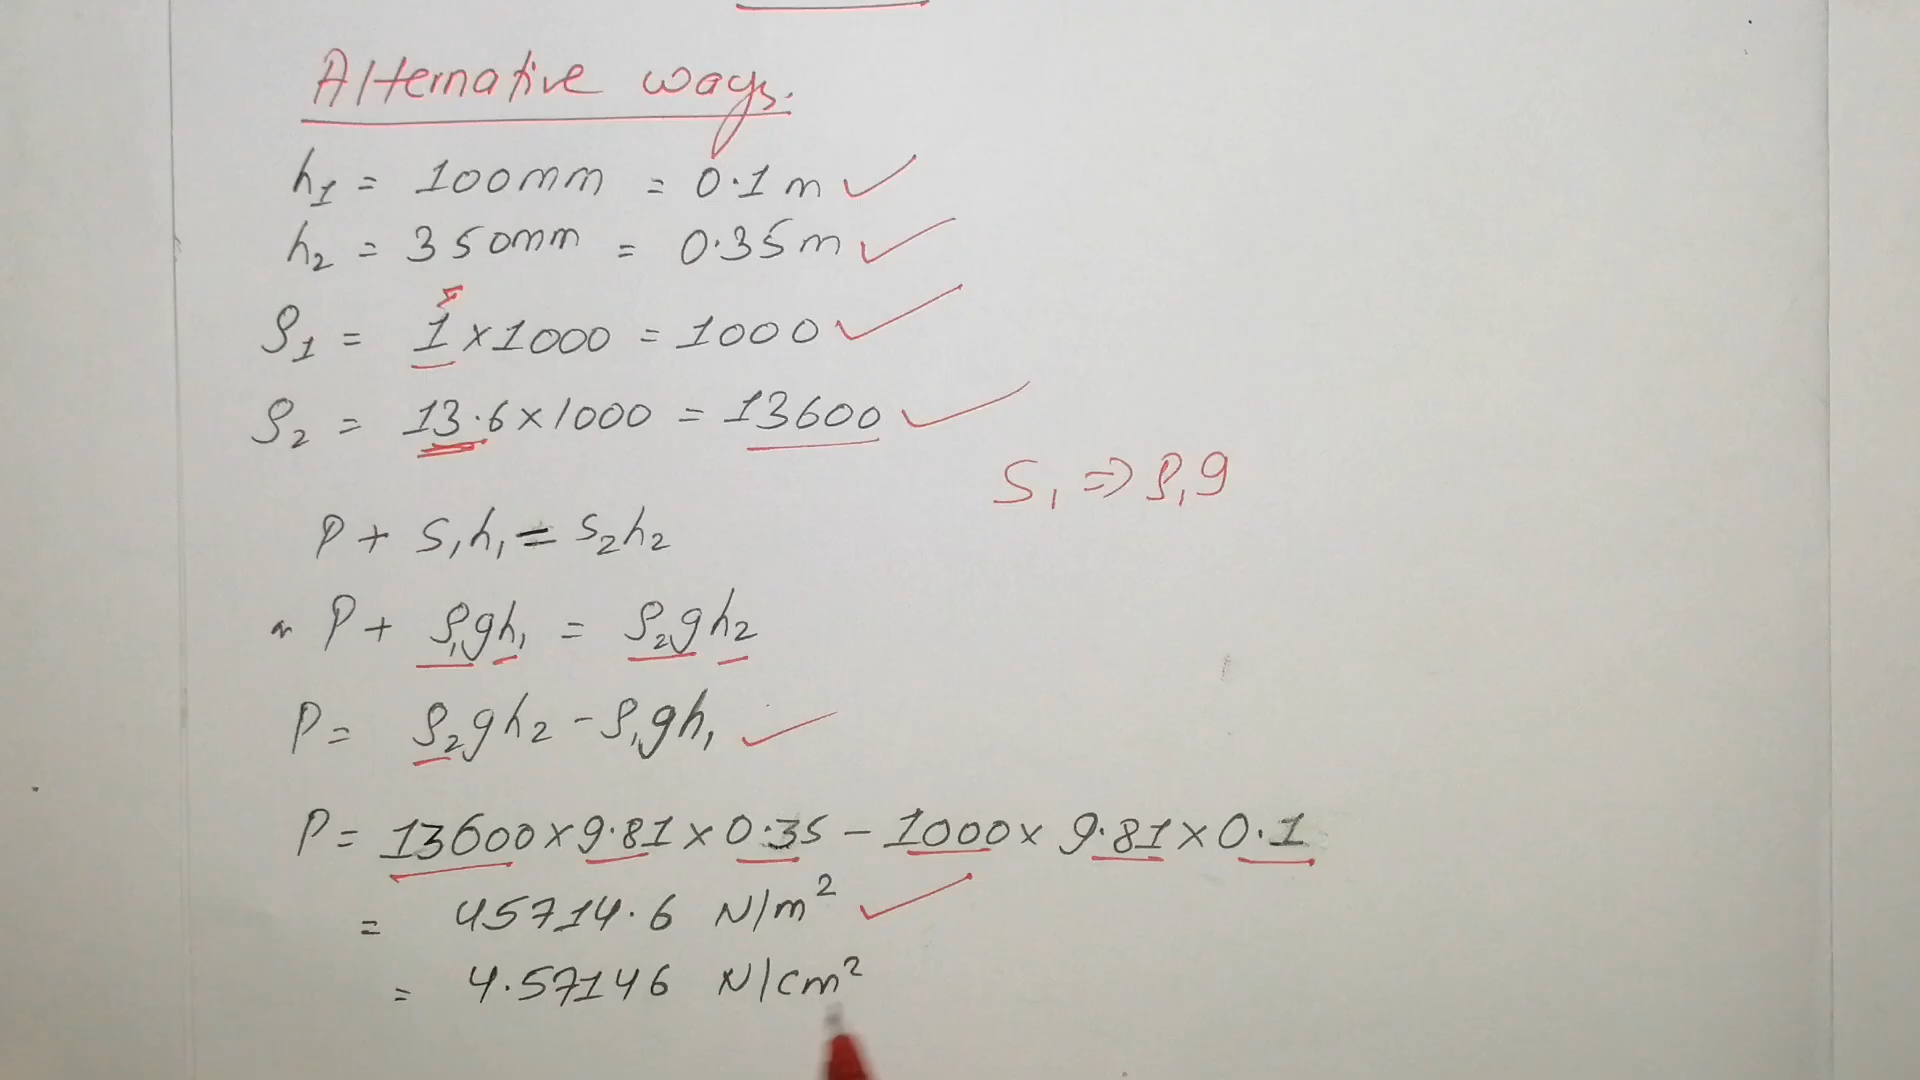 Alternative ways.
h₁ = 100mm = 0.1 m ✓
h₂ = 350mm = 0.35 m ✓
ρ₁ = 1 × 1000 = 1000 ✓
ρ₂ = 13.6 × 1000 = 13600 ✓
S₁ ⇒ ρ₁g
P + S₁h₁ = S₂h₂
P + ρ₁gh₁ = ρ₂gh₂
P = ρ₂gh₂ - ρ₁gh₁ ✓
P = 13600 × 9.81 × 0.35 - 1000 × 9.81 × 0.1
= 45714.6 N/m² ✓
= 4.57146 N/cm²